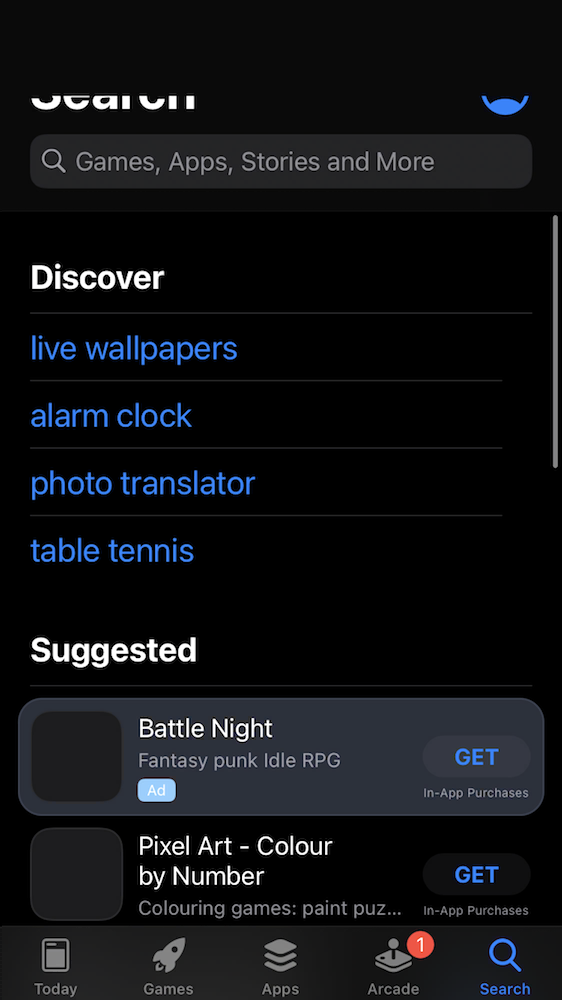 Search
Games, Apps, Stories and More
Discover
live wallpapers
alarm clock
photo translator
table tennis
Suggested
Battle Night
Fantasy punk Idle RPG
Ad
GET
In-App Purchases
Pixel Art - Colour
by Number
Colouring games: paint puz...
GET
In-App Purchases
1
Today
Games
Apps
Arcade
Search